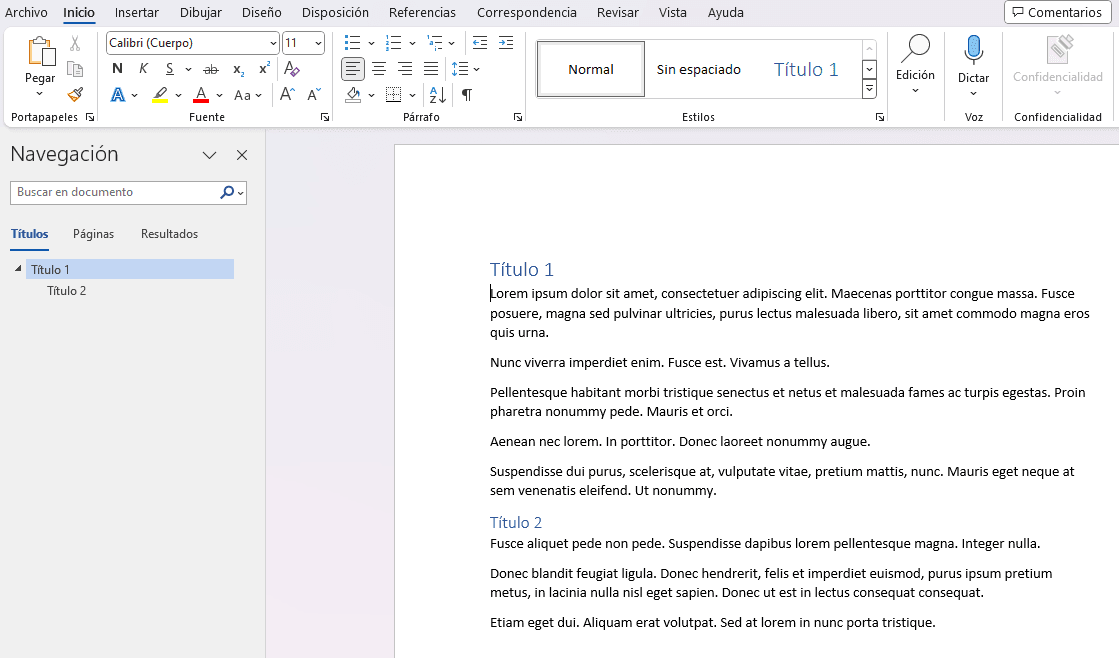 Archivo Inicio Insertar Dibujar Diseño Disposición Referencias Correspondencia Revisar Vista Ayuda Comentarios
Calibri (Cuerpo) 11
Pegar
N K S ab x₂ x²
A A Aa A A
Normal Sin espaciado Título 1
Edición Dictar Confidencialidad
Portapapeles Fuente Párrafo Estilos Voz Confidencialidad
Navegación
Buscar en documento
Títulos Páginas Resultados
Título 1
Título 2
Título 1
Lorem ipsum dolor sit amet, consectetuer adipiscing elit. Maecenas porttitor congue massa. Fusce
posuere, magna sed pulvinar ultricies, purus lectus malesuada libero, sit amet commodo magna eros
quis urna.
Nunc viverra imperdiet enim. Fusce est. Vivamus a tellus.
Pellentesque habitant morbi tristique senectus et netus et malesuada fames ac turpis egestas. Proin
pharetra nonummy pede. Mauris et orci.
Aenean nec lorem. In porttitor. Donec laoreet nonummy augue.
Suspendisse dui purus, scelerisque at, vulputate vitae, pretium mattis, nunc. Mauris eget neque at
sem venenatis eleifend. Ut nonummy.
Título 2
Fusce aliquet pede non pede. Suspendisse dapibus lorem pellentesque magna. Integer nulla.
Donec blandit feugiat ligula. Donec hendrerit, felis et imperdiet euismod, purus ipsum pretium
metus, in lacinia nulla nisl eget sapien. Donec ut est in lectus consequat consequat.
Etiam eget dui. Aliquam erat volutpat. Sed at lorem in nunc porta tristique.